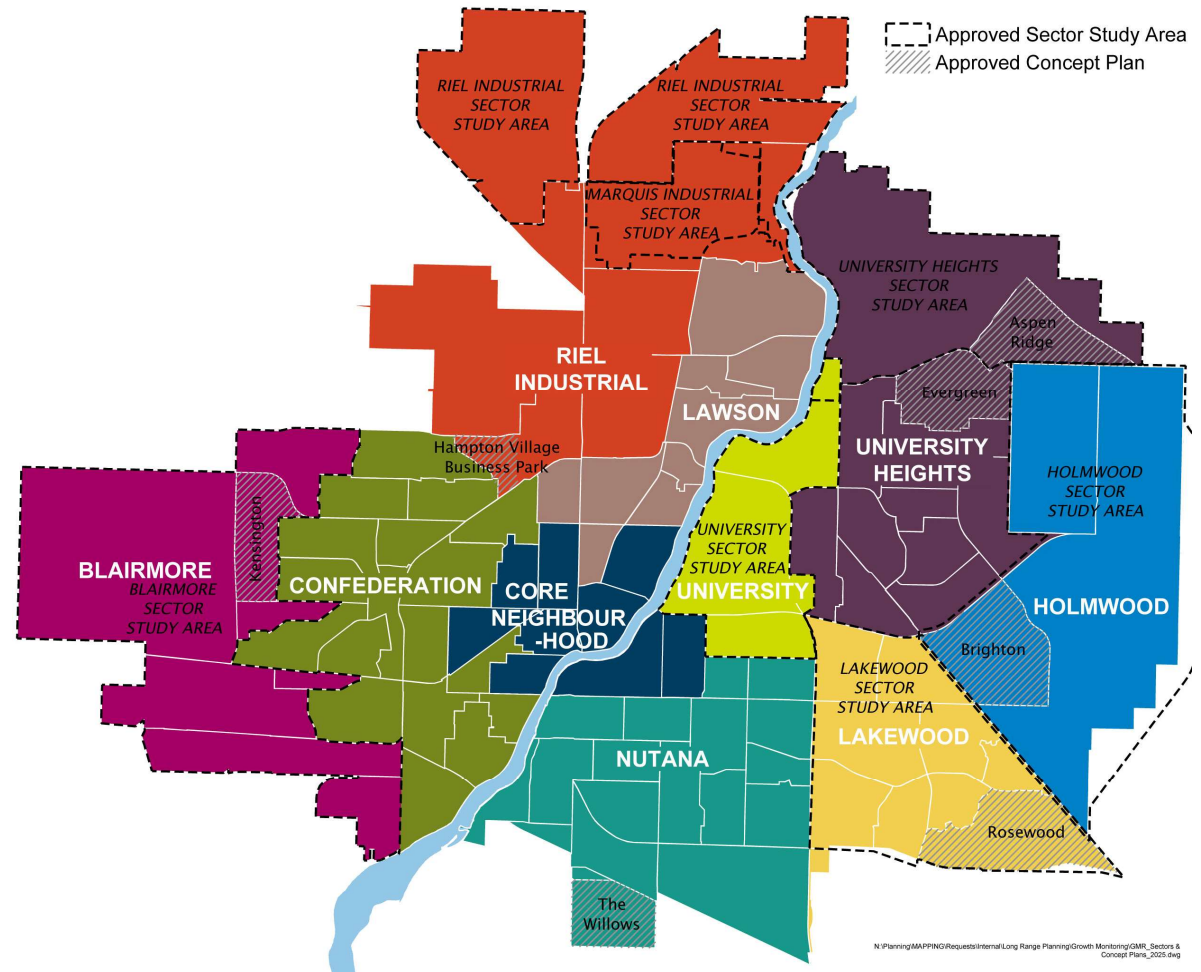 Approved Sector Study Area
Approved Concept Plan
RIEL INDUSTRIAL
SECTOR
STUDY AREA
RIEL INDUSTRIAL
SECTOR
STUDY AREA
MARQUIS INDUSTRIAL
SECTOR
STUDY AREA
UNIVERSITY HEIGHTS
SECTOR
STUDY AREA
Aspen
Ridge
RIEL
INDUSTRIAL
LAWSON
Evergreen
UNIVERSITY
HEIGHTS
Hampton Village
Business Park
HOLMWOOD
SECTOR
STUDY AREA
Kensington
UNIVERSITY
SECTOR
STUDY AREA
UNIVERSITY
BLAIRMORE
BLAIRMORE
SECTOR
STUDY AREA
CONFEDERATION
CORE
NEIGHBOUR
-HOOD
HOLMWOOD
Brighton
LAKEWOOD
SECTOR
STUDY AREA
LAKEWOOD
NUTANA
Rosewood
The
Willows
N:\Planning\MAPPING\Requests\Internal\Long Range Planning\Growth Monitoring\GMR_Sectors &
Concept Plans_2025.dwg